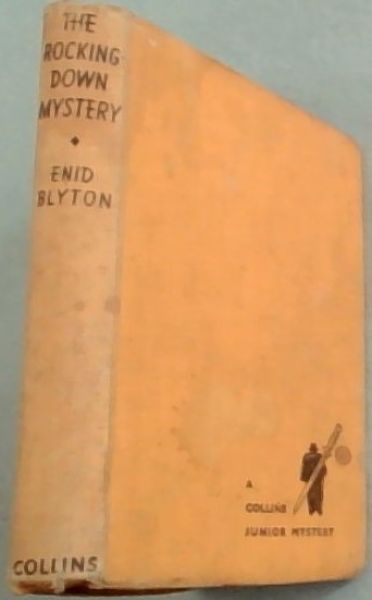 THE
ROCKING
DOWN
MYSTERY
ENID
BLYTON
COLLINS
A
COLLINS
JUNIOR MYSTERY